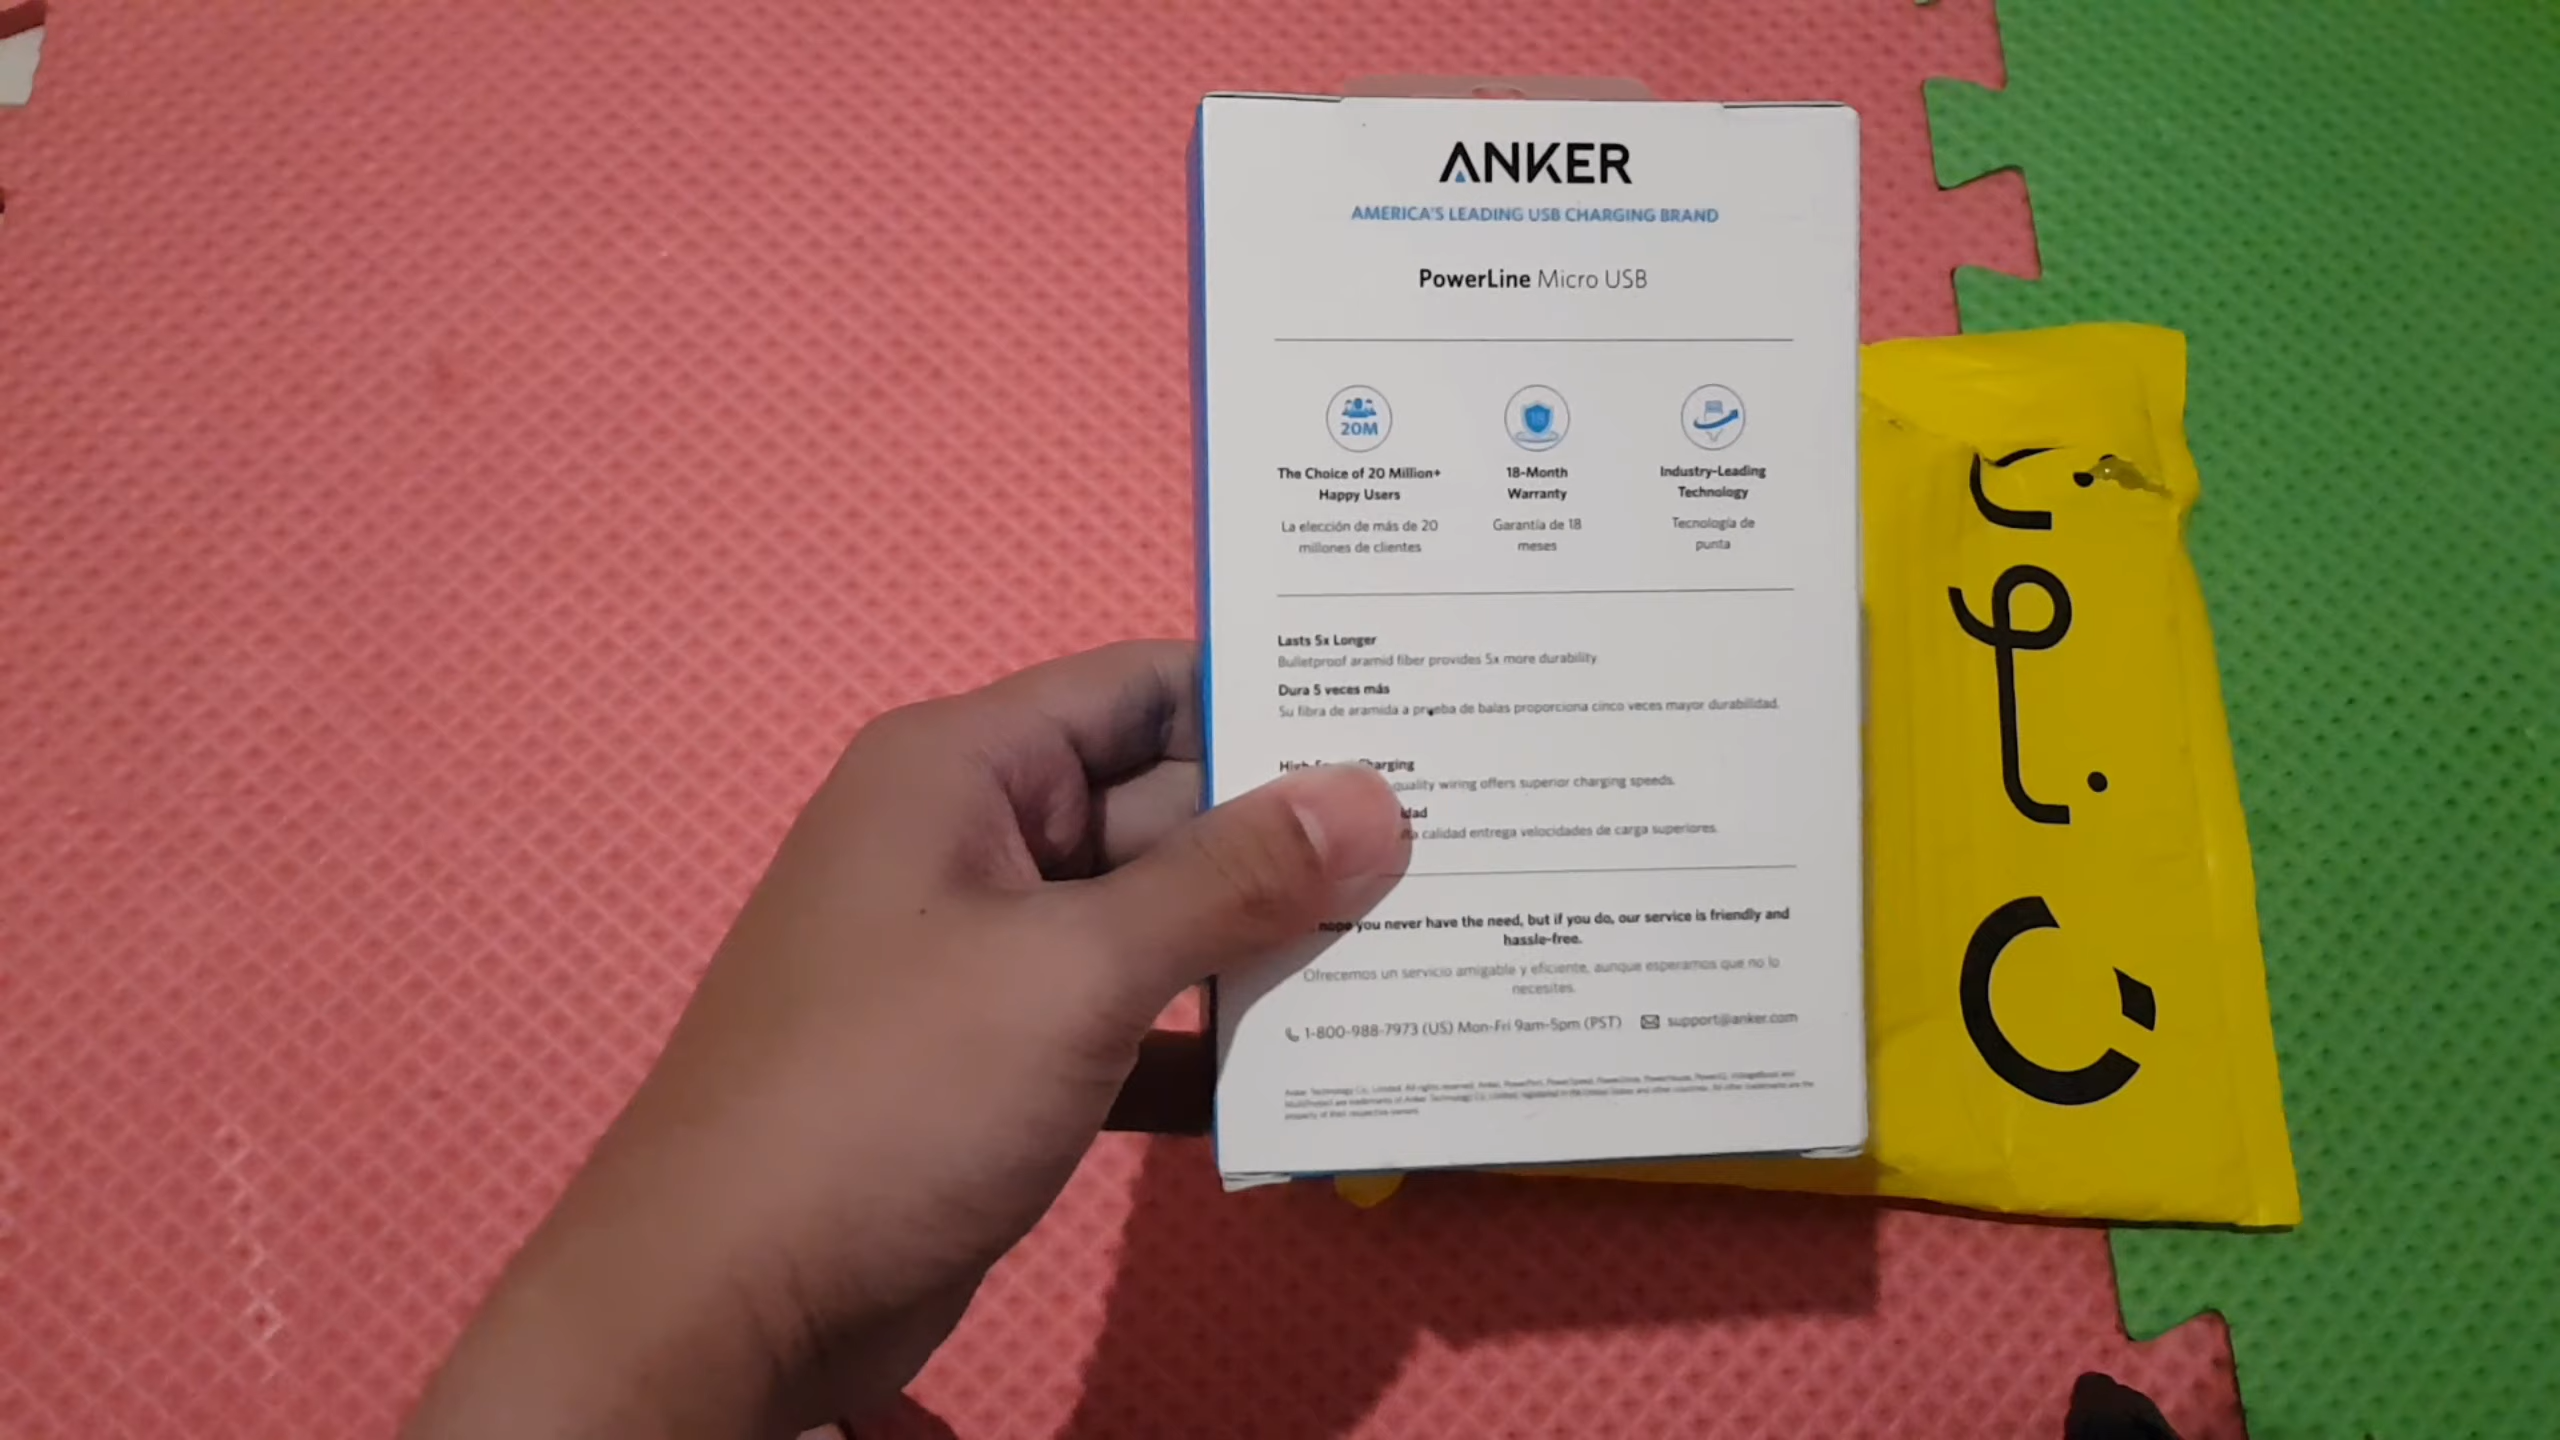 ANKER
AMERICA'S LEADING USB CHARGING BRAND
PowerLine Micro USB
20M
18
The Choice of 20 Million+
Happy Users
La elección de más de 20
millones de clientes
18-Month
Warranty
Garantía de 18
meses
Industry-Leading
Technology
Tecnología de
punta
Lasts 5x Longer
Bulletproof aramid fiber provides 5x more durability
Dura 5 veces más
Su fibra de aramida a prueba de balas proporciona cinco veces mayor durabilidad.
Charging
quality wiring offers superior charging speeds.
calidad entrega velocidades de carga superiores.
hope you never have the need, but if you do, our service is friendly and
hassle-free.
Ofrecemos un servicio amigable y eficiente, aunque esperamos que no lo
necesites.
1-800-988-7973 (US) Mon-Fri 9am-5pm (PST) support@anker.com
نون